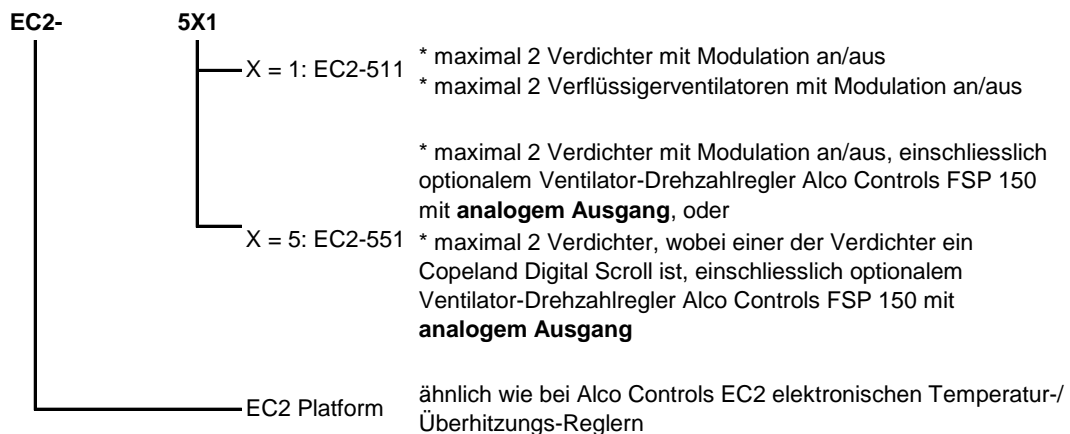 EC2- 5X1
X = 1: EC2-511
* maximal 2 Verdichter mit Modulation an/aus
* maximal 2 Verflüssigerventilatoren mit Modulation an/aus
X = 5: EC2-551
* maximal 2 Verdichter mit Modulation an/aus, einschliesslich
optionalem Ventilator-Drehzahlregler Alco Controls FSP 150
mit analogem Ausgang, oder
* maximal 2 Verdichter, wobei einer der Verdichter ein
Copeland Digital Scroll ist, einschliesslich optionalem
Ventilator-Drehzahlregler Alco Controls FSP 150 mit
analogem Ausgang
EC2 Platform
ähnlich wie bei Alco Controls EC2 elektronischen Temperatur-/
Überhitzungs-Reglern